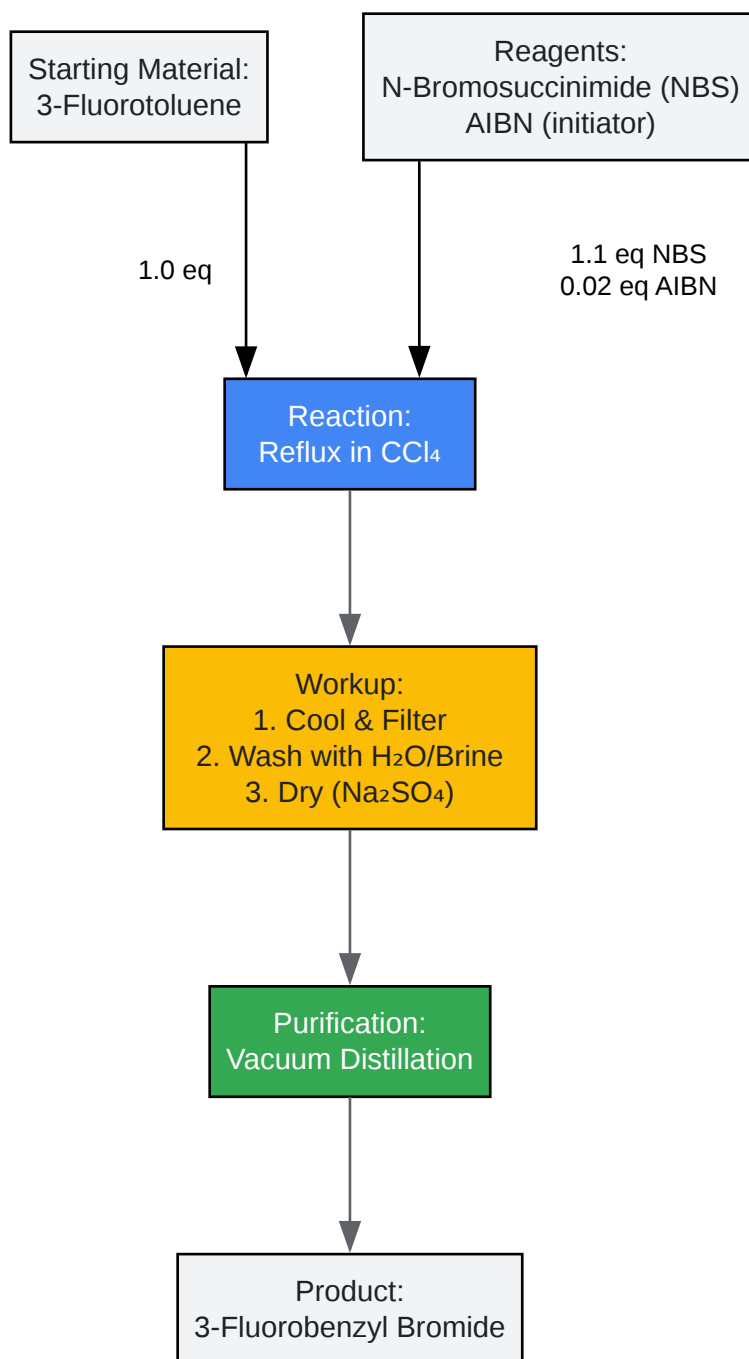 Starting Material:
3-Fluorotoluene
Reagents:
N-Bromosuccinimide (NBS)
AIBN (initiator)
1.0 eq
1.1 eq NBS
0.02 eq AIBN
Reaction:
Reflux in CCl₄
Workup:
1. Cool & Filter
2. Wash with H₂O/Brine
3. Dry (Na₂SO₄)
Purification:
Vacuum Distillation
Product:
3-Fluorobenzyl Bromide